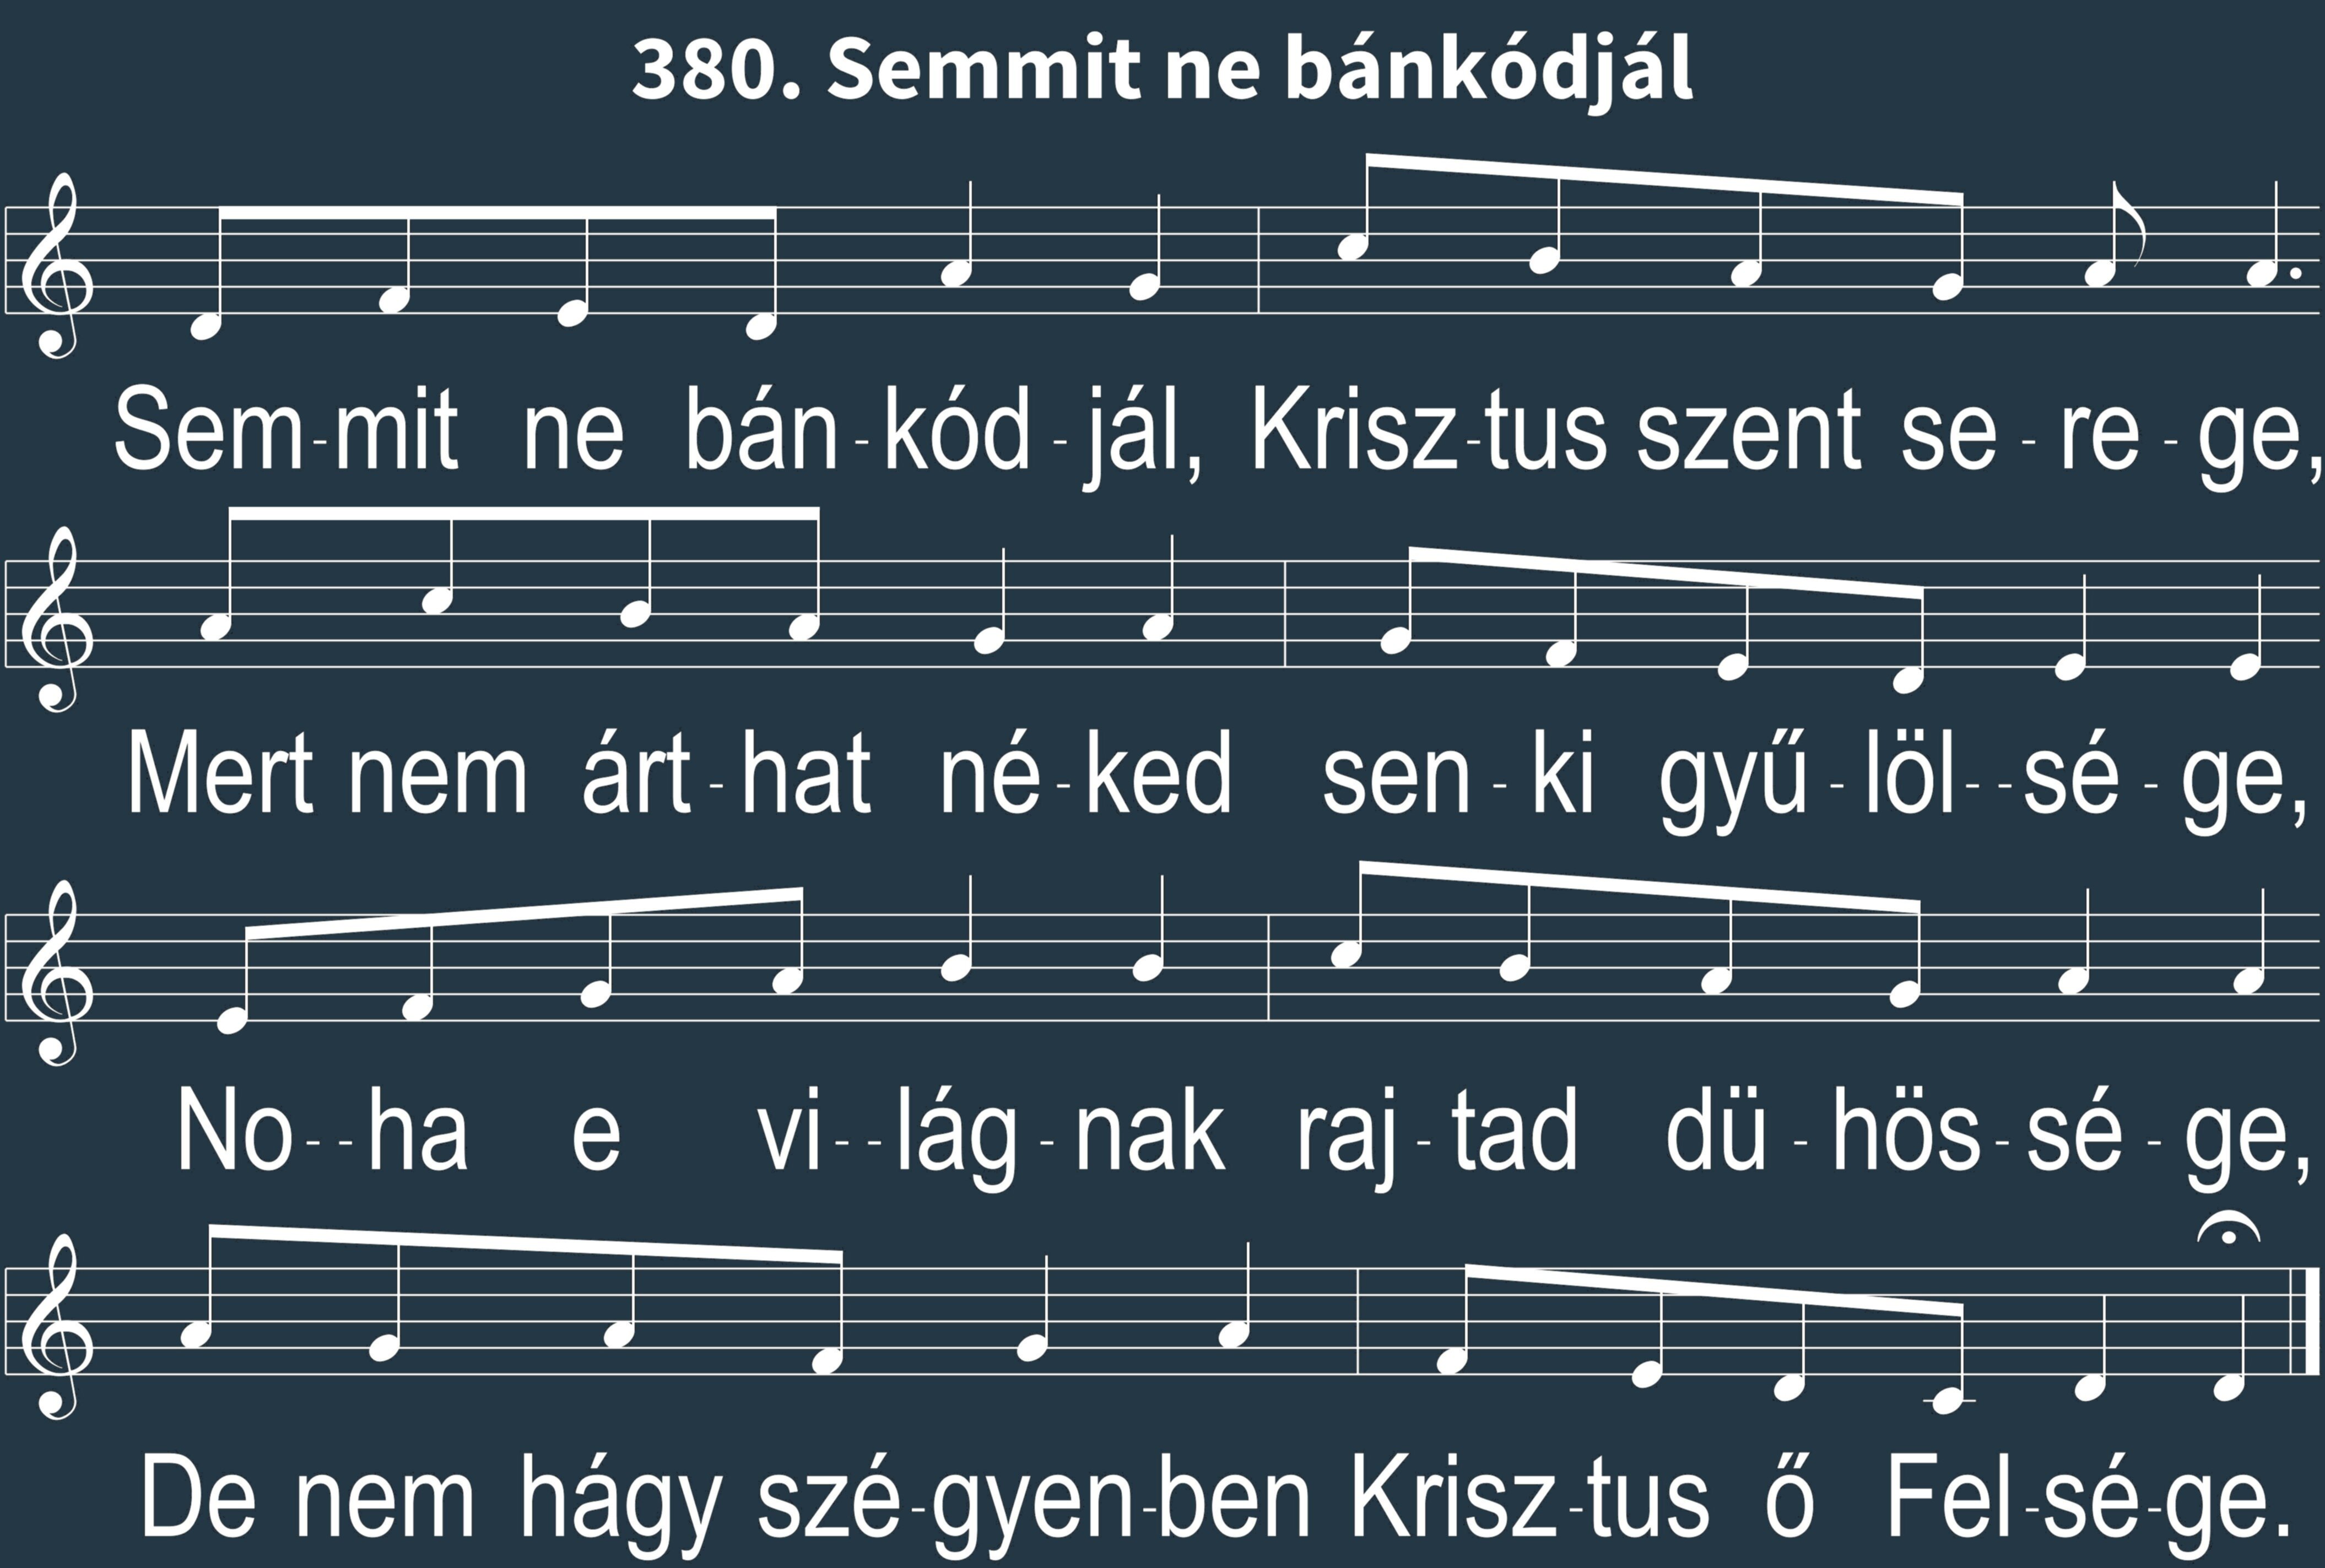 380. Semmit ne bánkódjál
Sem-mit ne bán-kód-jál, Krisz-tus szent se-re-ge,
Mert nem árt-hat né-ked sen-ki gyű-löl--sé-ge,
No--ha e vi--lág-nak raj-tad dü-hös-sé-ge,
De nem hágy szé-gyen-ben Krisz-tus ő Fel-sé-ge.